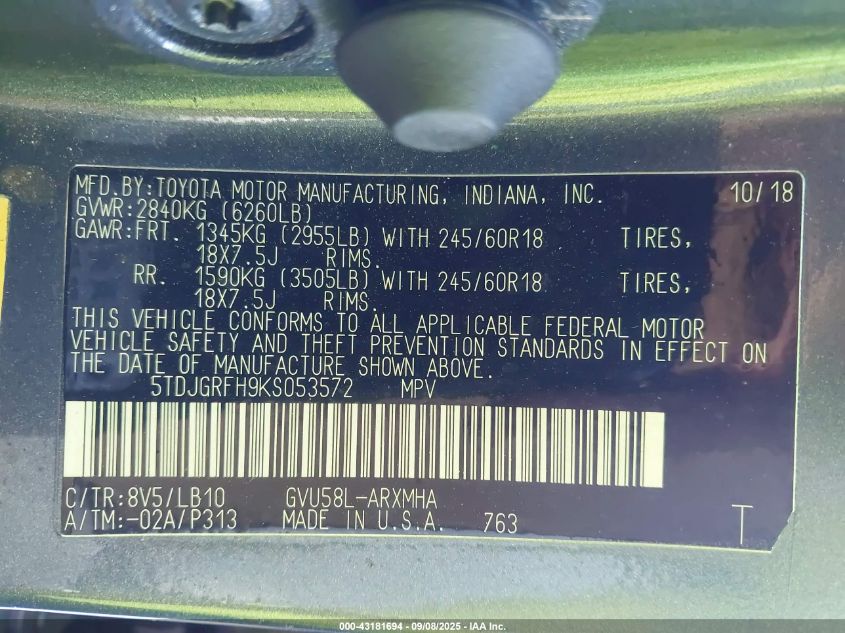 MFD.BY:TOYOTA MOTOR MANUFACTURING, INDIANA, INC. 10/18
GVWR:2840KG (6260LB)
GAWR:FRT. 1345KG (2955LB) WITH 245/60R18 TIRES,
18X7.5J RIMS.
RR. 1590KG (3505LB) WITH 245/60R18 TIRES,
18X7.5J RIMS.
THIS VEHICLE CONFORMS TO ALL APPLICABLE FEDERAL MOTOR
VEHICLE SAFETY AND THEFT PREVENTION STANDARDS IN EFFECT ON
THE DATE OF MANUFACTURE SHOWN ABOVE.
5TDJGRFH9KS053572 MPV
C/TR:8V5/LB10 GVU58L-ARXMHA
A/TM:-02A/P313 MADE IN U.S.A. 763 T
000-43181694 - 09/08/2025 - IAA Inc.